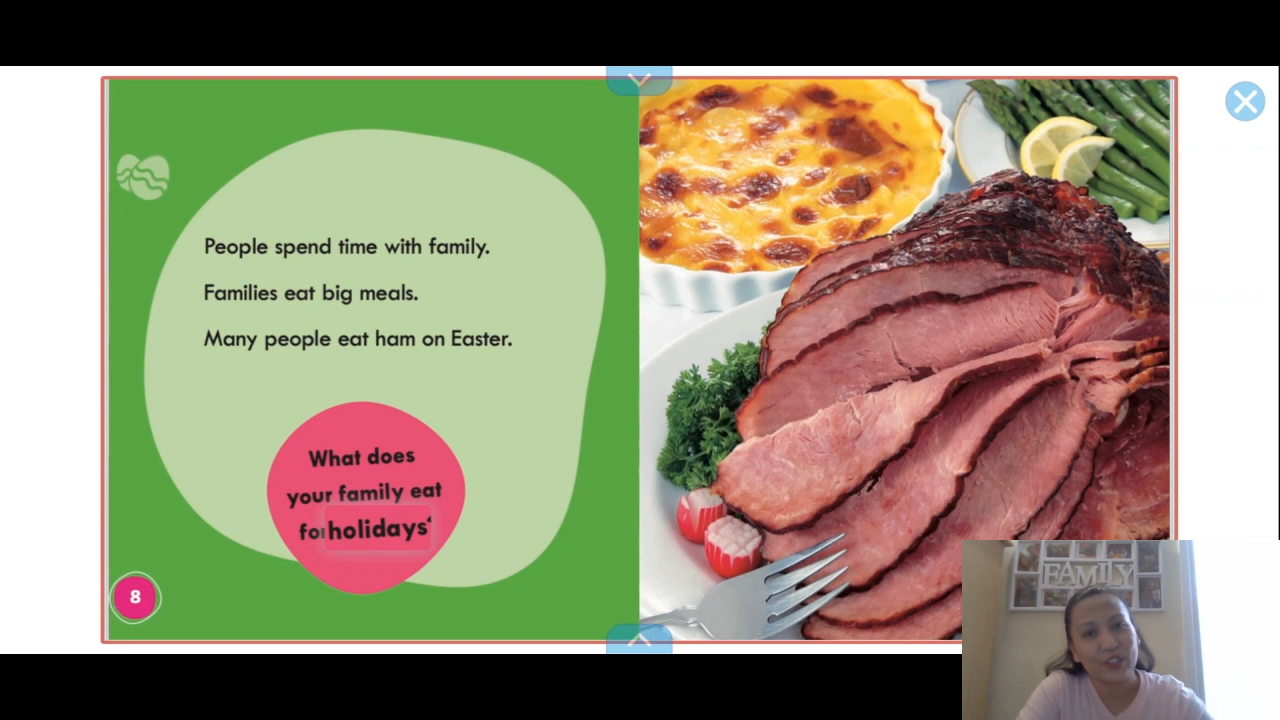 People spend time with family.
Families eat big meals.
Many people eat ham on Easter.
What does
your family eat
for holidays
8
FAMILY